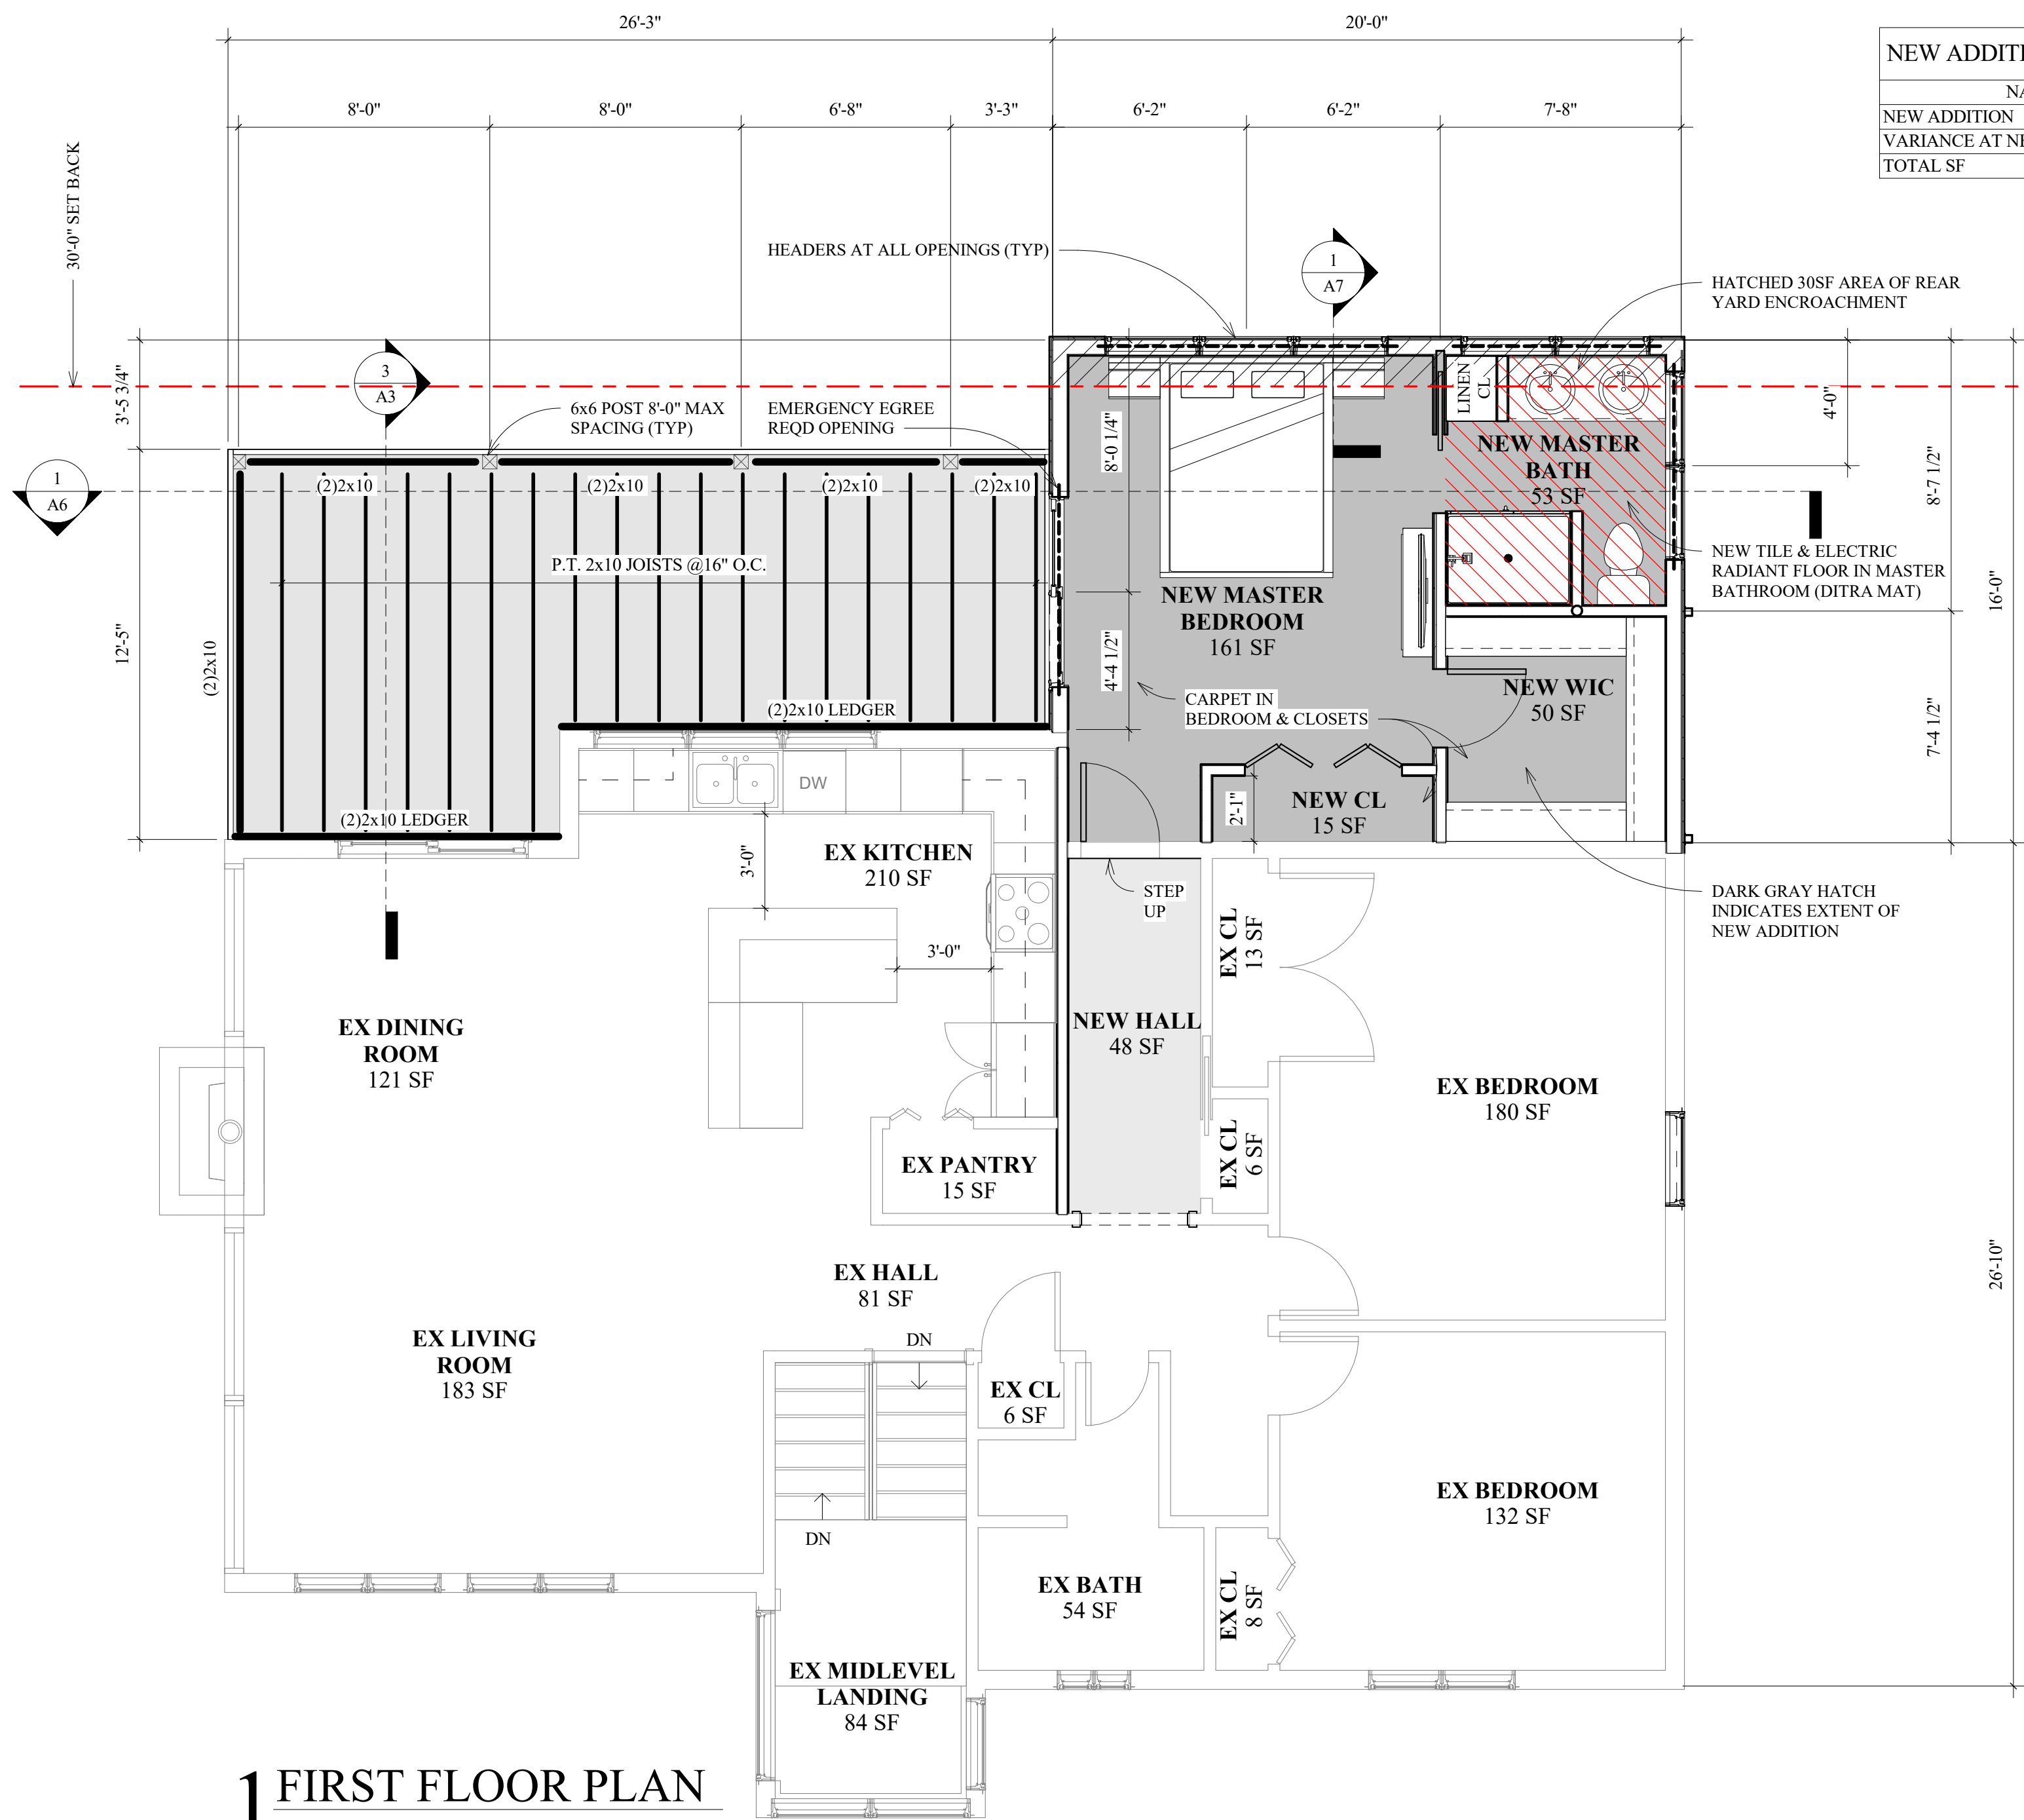 26'-3"
20'-0"
8'-0"
8'-0"
6'-8"
3'-3"
6'-2"
6'-2"
7'-8"
NEW ADDITI
NA
NEW ADDITION
VARIANCE AT NE
TOTAL SF
30'-0" SET BACK
HEADERS AT ALL OPENINGS (TYP)
1
A7
HATCHED 30SF AREA OF REAR
YARD ENCROACHMENT
3'-5 3/4"
3
A3
6x6 POST 8'-0" MAX
SPACING (TYP)
EMERGENCY EGREE
REQD OPENING
LINEN
CL
4'-0"
8'-0 1/4"
NEW MASTER
BATH
53 SF
8'-7 1/2"
1
A6
(2)2x10
(2)2x10
(2)2x10
(2)2x10
P.T. 2x10 JOISTS @16" O.C.
NEW TILE & ELECTRIC
RADIANT FLOOR IN MASTER
BATHROOM (DITRA MAT)
16'-0"
NEW MASTER
BEDROOM
161 SF
12'-5"
(2)2x10
4'-4 1/2"
(2)2x10 LEDGER
CARPET IN
BEDROOM & CLOSETS
NEW WIC
50 SF
7'-4 1/2"
DW
NEW CL
15 SF
2'-1"
(2)2x10 LEDGER
3'-0"
EX KITCHEN
210 SF
STEP
UP
DARK GRAY HATCH
INDICATES EXTENT OF
NEW ADDITION
EX CL
13 SF
3'-0"
EX DINING
ROOM
121 SF
NEW HALL
48 SF
EX BEDROOM
180 SF
EX PANTRY
15 SF
EX CL
6 SF
EX HALL
81 SF
26'-10"
EX LIVING
ROOM
183 SF
DN
EX CL
6 SF
DN
EX BEDROOM
132 SF
EX BATH
54 SF
EX CL
8 SF
EX MIDLEVEL
LANDING
84 SF
1 FIRST FLOOR PLAN